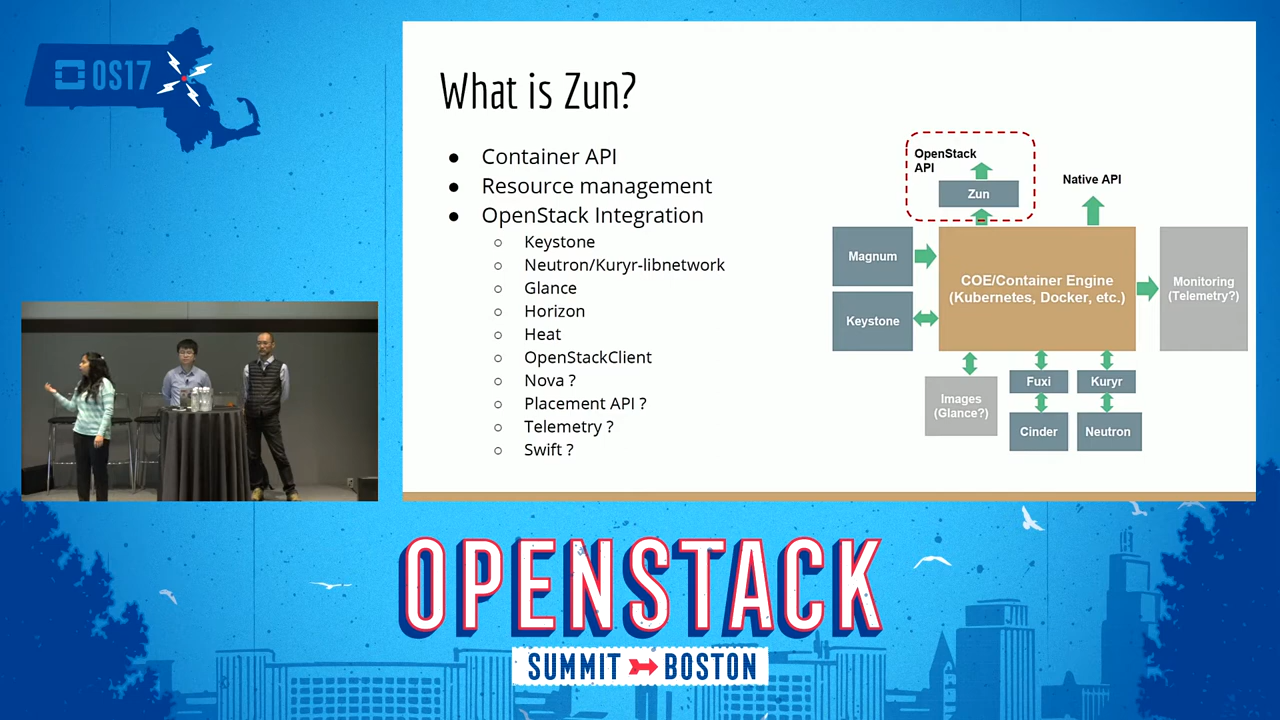 OS17
What is Zun?
● Container API
● Resource management
● OpenStack Integration
○ Keystone
○ Neutron/Kuryr-libnetwork
○ Glance
○ Horizon
○ Heat
○ OpenStackClient
○ Nova ?
○ Placement API ?
○ Telemetry ?
○ Swift ?
OpenStack
API
Zun
Native API
Magnum
Keystone
COE/Container Engine
(Kubernetes, Docker, etc.)
Monitoring
(Telemetry?)
Images
(Glance?)
Fuxi
Kuryr
Cinder
Neutron
OPENSTACK
SUMMIT BOSTON